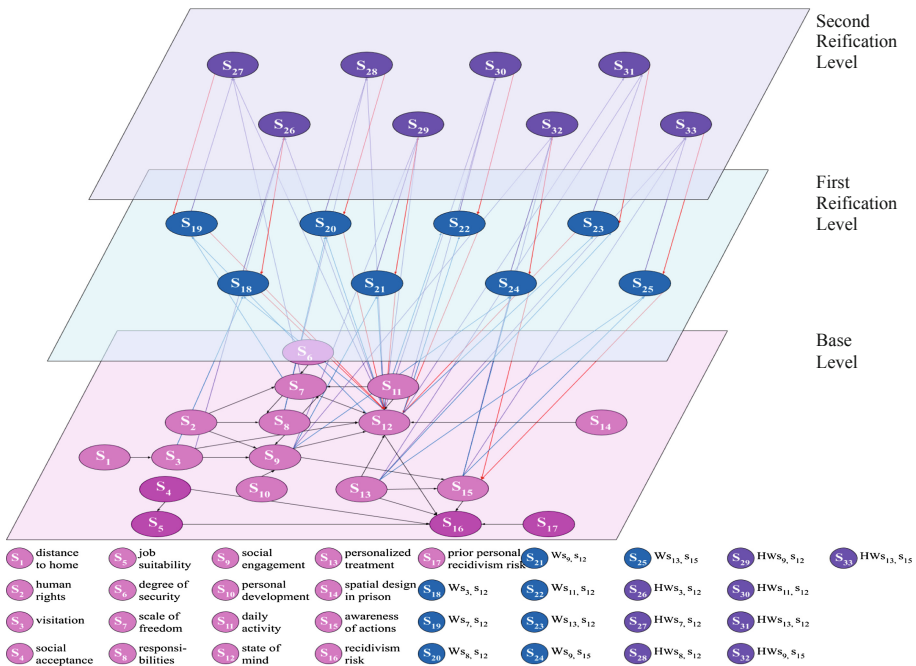 Second
Reification
Level
S27
S28
S30
S31
S26
S29
S32
S33
First
Reification
Level
S19
S20
S22
S23
S18
S21
S24
S25
Base
Level
S6
S7
S11
S2
S8
S12
S14
S1
S3
S9
S4
S10
S13
S15
S5
S16
S17
S1 distance to home
S5 job suitability
S9 social engagement
S13 personalized treatment
S17 prior personal recidivism risk
S21 Ws9, s12
S25 Ws13, s15
S29 HWs9, s12
S33 HWs13, s15
S2 human rights
S6 degree of security
S10 personal development
S14 spatial design in prison
S18 Ws3, s12
S22 Ws11, s12
S26 HWs3, s12
S30 HWs11, s12
S3 visitation
S7 scale of freedom
S11 daily activity
S15 awareness of actions
S19 Ws7, s12
S23 Ws13, s12
S27 HWs7, s12
S31 HWs13, s12
S4 social acceptance
S8 responsi- bilities
S12 state of mind
S16 recidivism risk
S20 Ws8, s12
S24 Ws9, s15
S28 HWs8, s12
S32 HWs9, s15